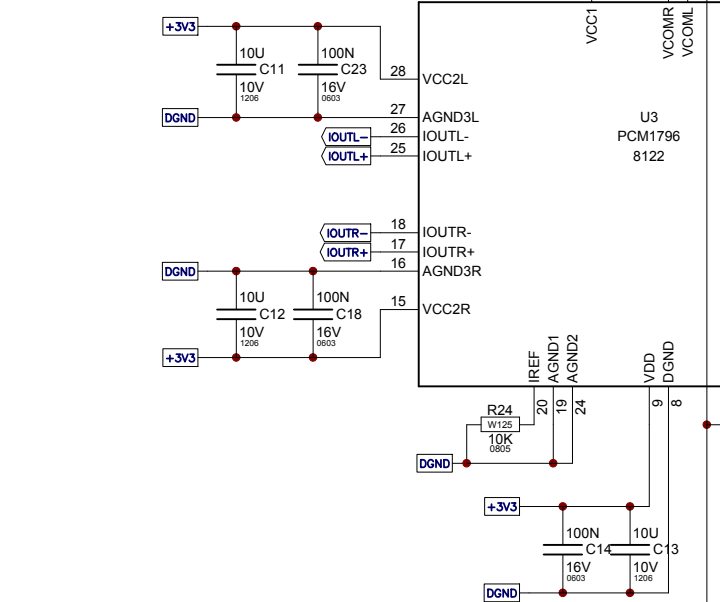 VCC1
VCOMR
VCOML
+3V3
10U
C11
10V
1206
100N
C23
16V
0603
28
VCC2L
DGND
27
AGND3L
IOUTL-
26
IOUTL-
IOUTL+
25
IOUTL+
U3
PCM1796
8122
IOUTR-
18
IOUTR-
IOUTR+
17
IOUTR+
DGND
16
AGND3R
10U
C12
10V
1206
100N
C18
16V
0603
15
VCC2R
+3V3
IREF
AGND1
AGND2
VDD
DGND
20
19
24
9
8
R24
W125
10K
0805
DGND
+3V3
100N
C14
16V
0603
10U
C13
10V
1206
DGND